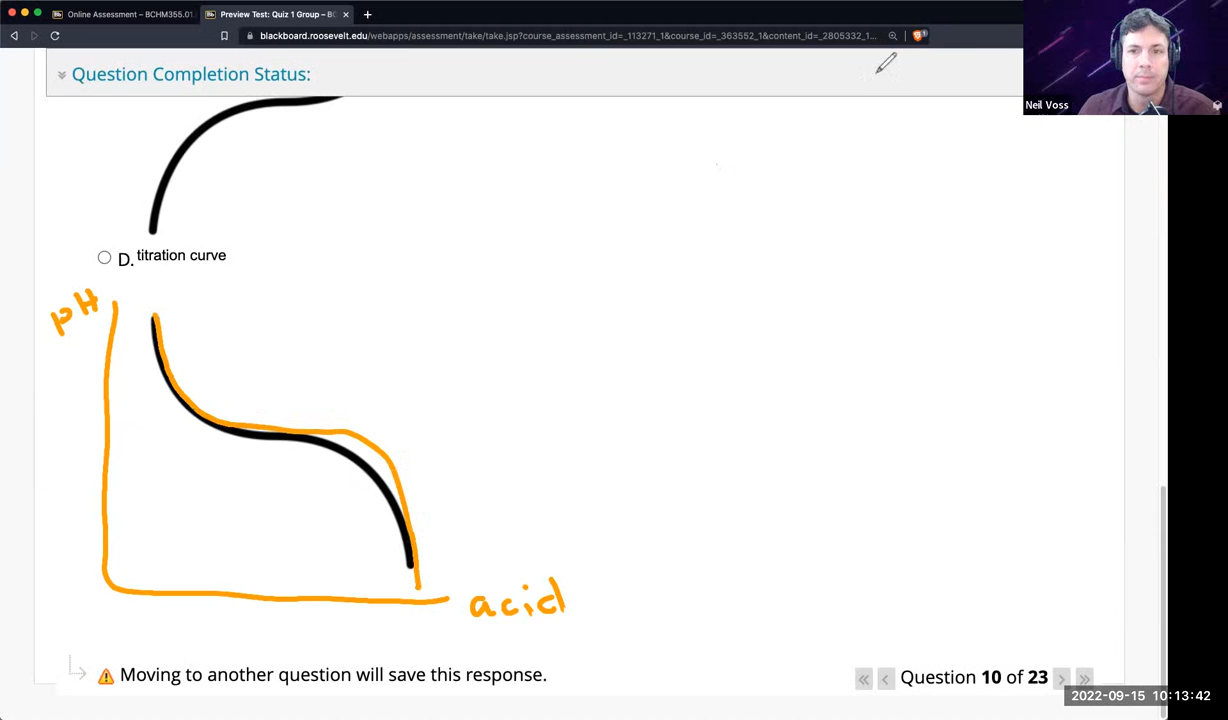 Online Assessment – BCHM355.01
Preview Test: Quiz 1 Group – BC
blackboard.roosevelt.edu/webapps/assessment/take/take.jsp?course_assessment_id=_113271_1&course_id=_363552_1&content_id=_2805332_1...
Question Completion Status:
Neil Voss
D. titration curve
pH
acid
Moving to another question will save this response.
Question 10 of 23
2022-09-15 10:13:42